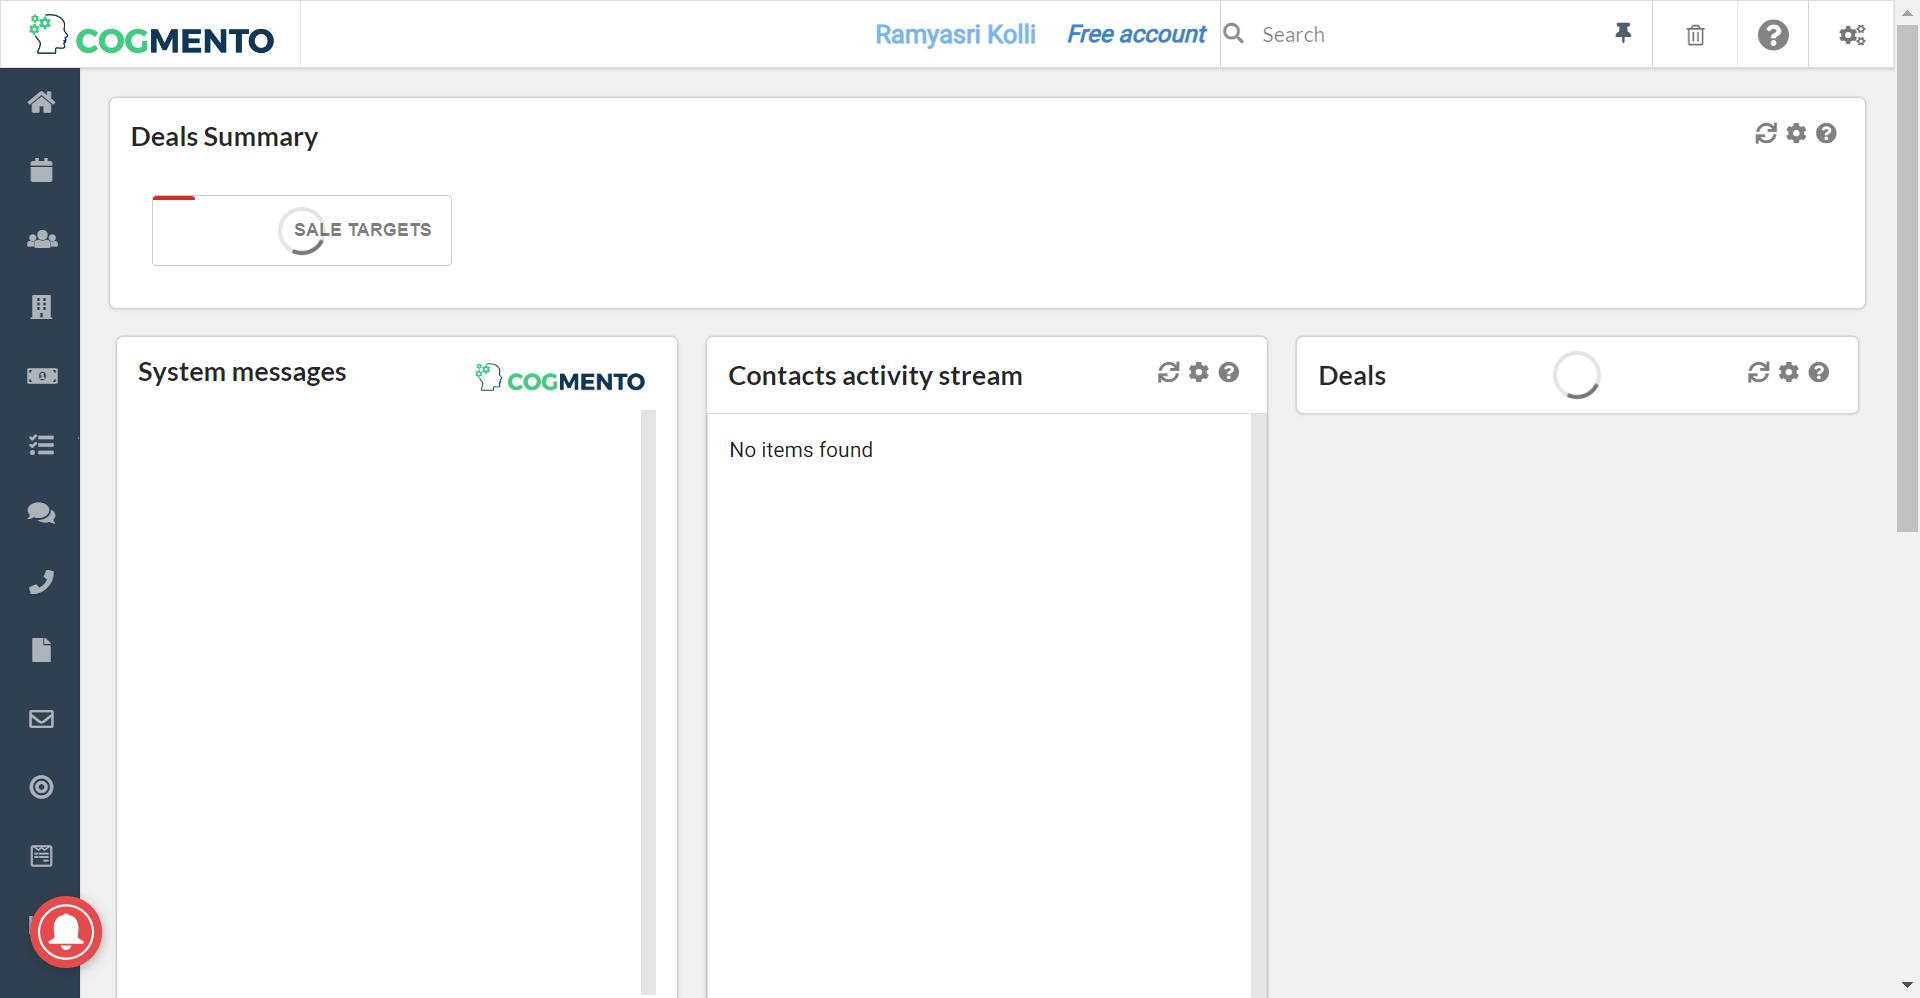 COGMENTO
Ramyasri Kolli Free account Search
Deals Summary
SALE TARGETS
System messages COGMENTO
Contacts activity stream
No items found
Deals